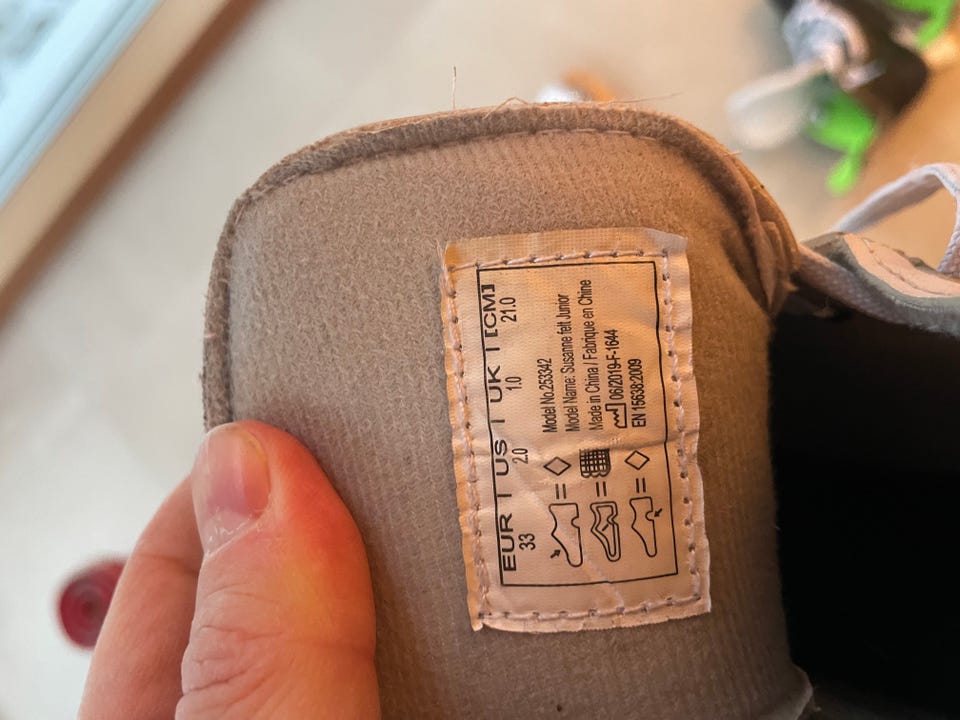 EUR | US | UK | [CM]
33 2.0 1.0 21.0
Model No.253342
Model Name: Susanne felt Junior
Made in China / Fabrique en Chine
06/2019-F-1644
EN 15638:2009